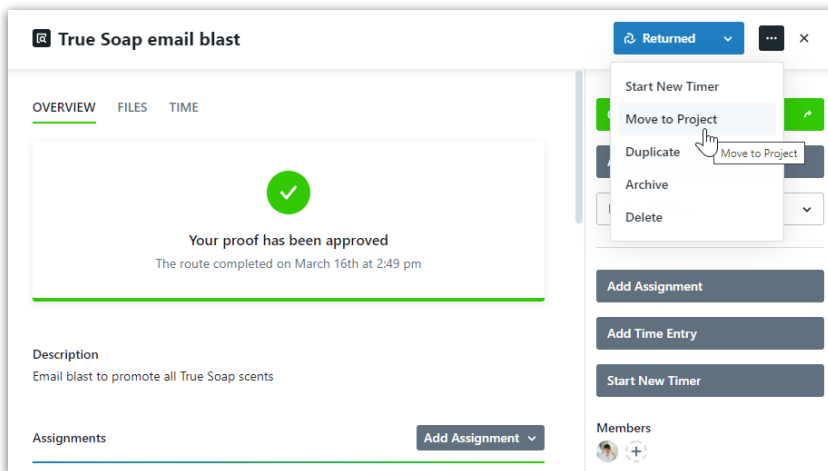 True Soap email blast
Returned
OVERVIEW FILES TIME
Your proof has been approved
The route completed on March 16th at 2:49 pm
Description
Email blast to promote all True Soap scents
Assignments
Add Assignment
Start New Timer
Move to Project
Duplicate
Move to Project
Archive
Delete
Add Assignment
Add Time Entry
Start New Timer
Members